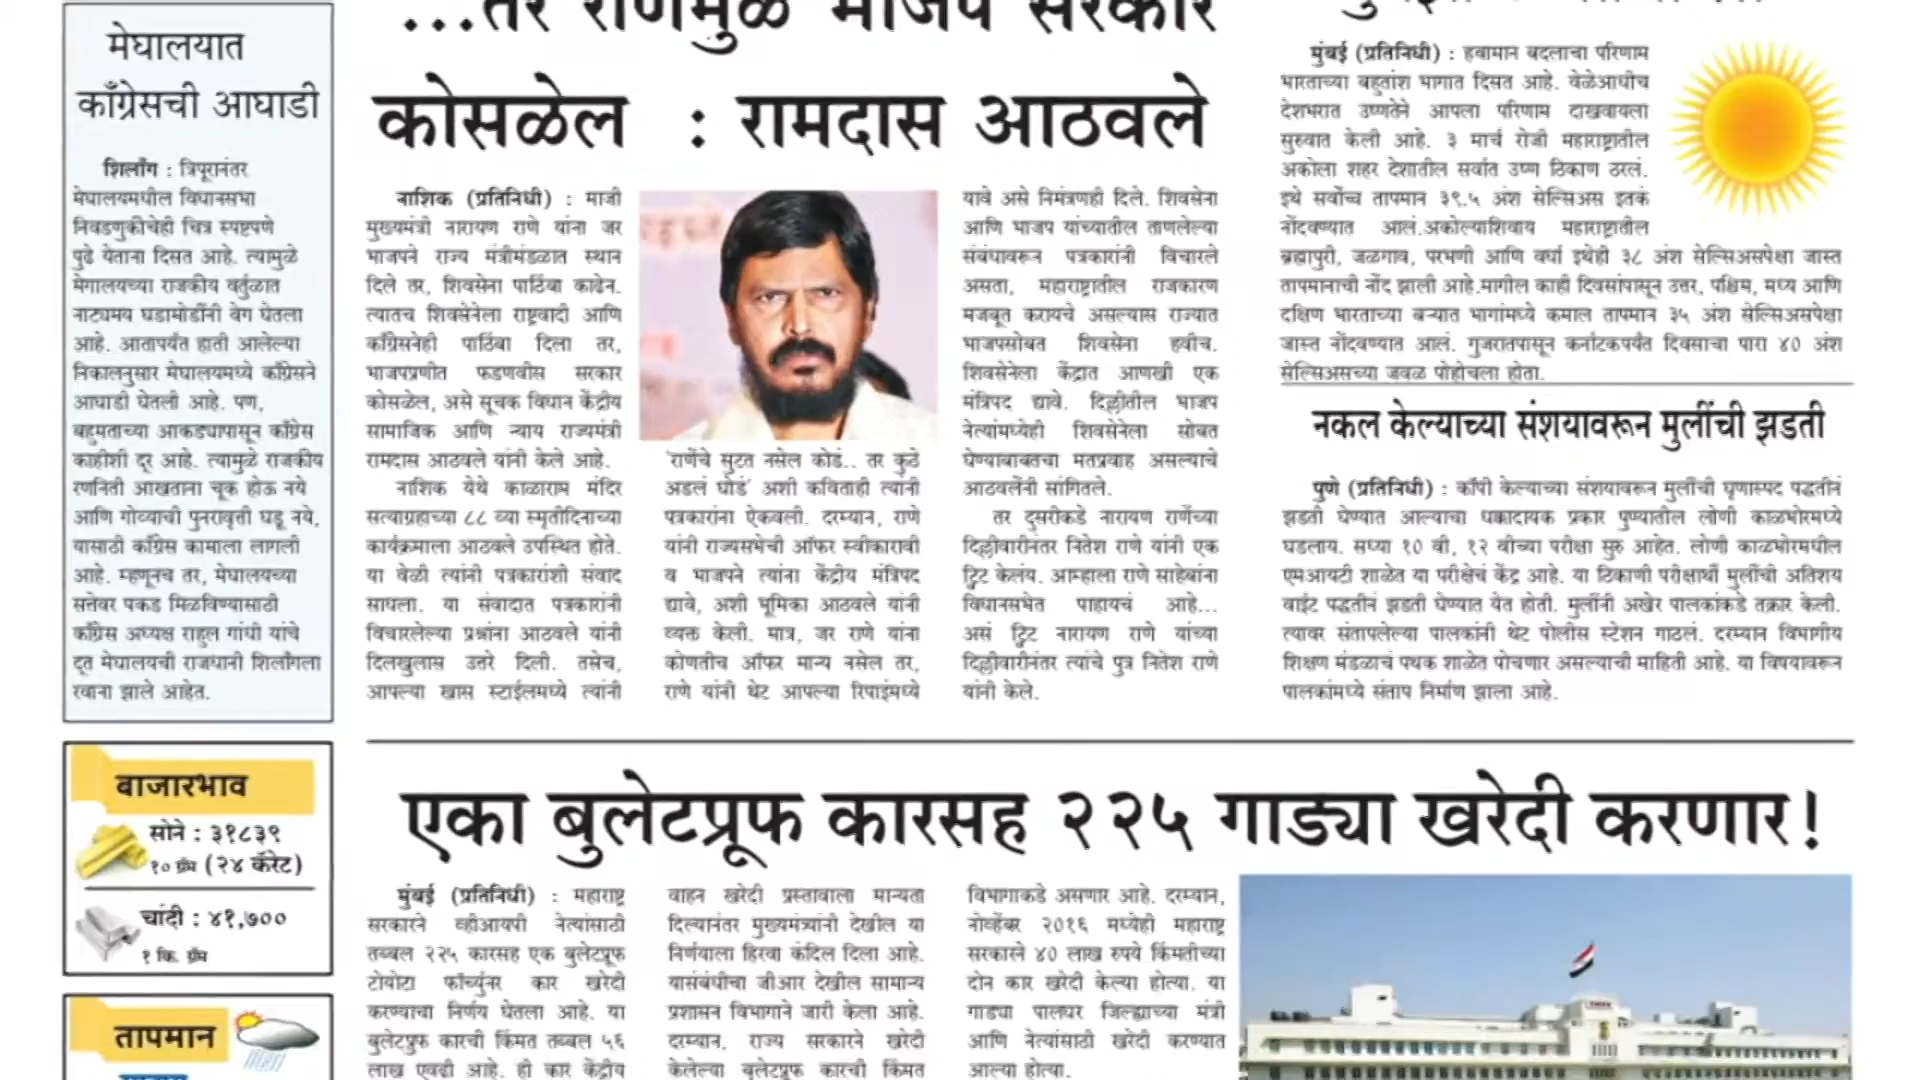 मेघालयात
काँग्रेसची आघाडी
शिलाँग : त्रिपूरानंतर
मेघालयमधील विधानसभा
निवडणुकीचेही चित्र स्पष्टपणे
पुढे येताना दिसत आहे. त्यामुळे
मेगालयच्या राजकीय वर्तुळात
नाट्यमय घडामोडींनी वेग घेतला
आहे. आतापर्यंत हाती आलेल्या
निकालनुसार मेघालयमध्ये काँग्रेसने
आघाडी घेतली आहे. पण,
बहुमताच्या आकड्यापासून काँग्रेस
काहीशी दूर आहे. त्यामुळे राजकीय
रणनिती आखताना चूक होऊ नये
आणि गोव्याची पुनरावृत्ती घडू नये,
यासाठी काँग्रेस कामाला लागली
आहे. म्हणूनच तर, मेघालयच्या
सत्तेवर पकड मिळविण्यासाठी
काँग्रेस अध्यक्ष राहुल गांधी यांचे
दूत मेघालयची राजधानी शिलाँगला
रवाना झाले आहेत.
बाजारभाव
सोने : ३१८३९
१० ग्रॅम (२४ कॅरेट)
चांदी : ४१,७००
१ कि. ग्रॅम
तापमान
...तर राणेंमुळे भाजप सरकार
कोसळेल : रामदास आठवले
नाशिक (प्रतिनिधी) : माजी
मुख्यमंत्री नारायण राणे यांना जर
भाजपने राज्य मंत्रीमंडळात स्थान
दिले तर, शिवसेना पाठिंबा काढेन.
त्यातच शिवसेनेला राष्ट्रवादी आणि
काँग्रेसनेही पाठिंबा दिला तर,
भाजपप्रणीत फडणवीस सरकार
कोसळेल, असे सूचक विधान केंद्रीय
सामाजिक आणि न्याय राज्यमंत्री
रामदास आठवले यांनी केले आहे.
नाशिक येथे काळाराम मंदिर
सत्याग्रहाच्या ८८ व्या स्मृतीदिनाच्या
कार्यक्रमाला आठवले उपस्थित होते.
या वेळी त्यांनी पत्रकारांशी संवाद
साधला. या संवादात पत्रकारांनी
विचारलेल्या प्रश्नांना आठवले यांनी
दिलखुलास उत्तरे दिली. तसेच,
आपल्या खास स्टाईलमध्ये त्यांनी
'राणेंचे सुटत नसेल कोडं.. तर कुठे
अडलं घोडं' अशी कविताही त्यांनी
पत्रकारांना ऐकवली. दरम्यान, राणे
यांनी राज्यसभेची ऑफर स्वीकारावी
व भाजपने त्यांना केंद्रीय मंत्रिपद
द्यावे, अशी भूमिका आठवले यांनी
व्यक्त केली. मात्र, जर राणे यांना
कोणतीच ऑफर मान्य नसेल तर,
राणे यांनी थेट आपल्या रिपाइंमध्ये
यावे असे निमंत्रणही दिले. शिवसेना
आणि भाजप यांच्यातील ताणलेल्या
संबंधावरून पत्रकारांनी विचारले
असता, महाराष्ट्रातील राजकारण
मजबूत करायचे असल्यास राज्यात
भाजपसोबत शिवसेना हवीच.
शिवसेनेला केंद्रात आणखी एक
मंत्रिपद द्यावे. दिल्लीतील भाजप
नेत्यांमध्येही शिवसेनेला सोबत
घेण्याबाबतचा मतप्रवाह असल्याचे
आठवलेंनी सांगितले.
तर दुसरीकडे नारायण राणेंच्या
दिल्लीवारीनंतर नितेश राणे यांनी एक
ट्विट केलंय. आम्हाला राणे साहेबांना
विधानसभेत पाहायचं आहे...
असं ट्विट नारायण राणे यांच्या
दिल्लीवारीनंतर त्यांचे पुत्र नितेश राणे
यांनी केले.
मुंबई (प्रतिनिधी) : हवामान बदलाचा परिणाम
भारताच्या बहुतांश भागात दिसत आहे. वेळेआधीच
देशभरात उष्णतेने आपला परिणाम दाखवायला
सुरुवात केली आहे. ३ मार्च रोजी महाराष्ट्रातील
अकोला शहर देशातील सर्वात उष्ण ठिकाण ठरलं.
इथे सर्वोच्च तापमान ३९.५ अंश सेल्सिअस इतकं
नोंदवण्यात आलं.अकोल्याशिवाय महाराष्ट्रातील
ब्रह्मपुरी, जळगाव, परभणी आणि वर्धा इथेही ३८ अंश सेल्सिअसपेक्षा जास्त
तापमानाची नोंद झाली आहे.मागील काही दिवसांपासून उत्तर, पश्चिम, मध्य आणि
दक्षिण भारताच्या बऱ्याच भागांमध्ये कमाल तापमान ३५ अंश सेल्सिअसपेक्षा
जास्त नोंदवण्यात आलं. गुजरातपासून कर्नाटकपर्यंत दिवसाचा पारा ४० अंश
सेल्सिअसच्या जवळ पोहोचला होता.
नकल केल्याच्या संशयावरून मुलींची झडती
पुणे (प्रतिनिधी) : कॉपी केल्याच्या संशयावरून मुलींची घृणास्पद पद्धतीनं
झडती घेण्यात आल्याचा धक्कादायक प्रकार पुण्यातील लोणी काळभोरमध्ये
घडलाय. सध्या १० वी, १२ वीच्या परीक्षा सुरु आहेत. लोणी काळभोरमधील
एमआयटी शाळेत या परीक्षेचं केंद्र आहे. या ठिकाणी परीक्षार्थी मुलींची अतिशय
वाईट पद्धतीनं झडती घेण्यात येत होती. मुलींनी अखेर पालकांकडे तक्रार केली.
त्यावर संतापलेल्या पालकांनी थेट पोलीस स्टेशन गाठलं. दरम्यान विभागीय
शिक्षण मंडळाचं पथक शाळेत पोचणार असल्याची माहिती आहे. या विषयावरून
पालकांमध्ये संताप निर्माण झाला आहे.
एका बुलेटप्रूफ कारसह २२५ गाड्या खरेदी करणार!
मुंबई (प्रतिनिधी) : महाराष्ट्र
सरकारने व्हीआयपी नेत्यांसाठी
तब्बल २२५ कारसह एक बुलेटप्रूफ
टोयोटा फॉर्च्युनर कार खरेदी
करण्याचा निर्णय घेतला आहे. या
बुलेटप्रुफ कारची किंमत तब्बल ५६
लाख एवढी आहे. ही कार केंद्रीय
वाहन खरेदी प्रस्तावाला मान्यता
दिल्यानंतर मुख्यमंत्र्यांनी देखील या
निर्णयाला हिरवा कंदिल दिला आहे.
यासंबंधीचा जीआर देखील सामान्य
प्रशासन विभागाने जारी केला आहे.
दरम्यान, राज्य सरकारने खरेदी
केलेल्या बुलेटप्रूफ कारची किंमत
विभागाकडे असणार आहे. दरम्यान,
नोव्हेंबर २०१६ मध्येही महाराष्ट्र
सरकारने ४० लाख रुपये किंमतीच्या
दोन कार खरेदी केल्या होत्या. या
गाड्या पालघर जिल्ह्याच्या मंत्री
आणि नेत्यांसाठी खरेदी करण्यात
आल्या होत्या.